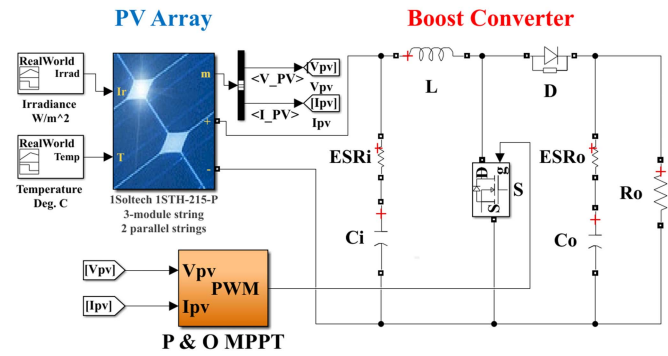 PV Array
Boost Converter
RealWorld
Irrad
Irradiance
W/m^2
RealWorld
Temp
Temperature
Deg. C
Ir
T
m
+
-
1Soltech 1STH-215-P
3-module string
2 parallel strings
<V_PV>
[Vpv]
Vpv
<I_PV>
[Ipv]
Ipv
L
D
ESRi
Ci
D
g
S
S
ESRo
Co
Ro
[Vpv]
[Ipv]
Vpv
Ipv
PWM
P & O MPPT